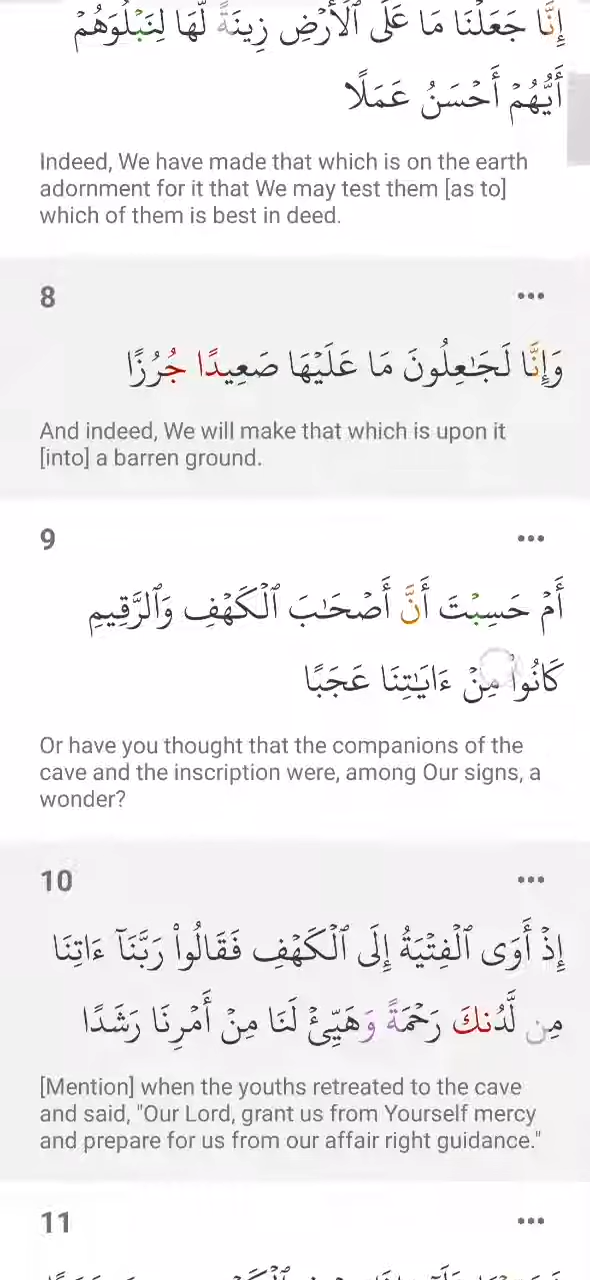 إِنَّا جَعَلْنَا مَا عَلَى ٱلْأَرْضِ زِينَةً لَّهَا لِنَبْلُوَهُمْ
أَيُّهُمْ أَحْسَنُ عَمَلًا
Indeed, We have made that which is on the earth
adornment for it that We may test them [as to]
which of them is best in deed.
8
وَإِنَّا لَجَـٰعِلُونَ مَا عَلَيْهَا صَعِيدًا جُرُزًا
And indeed, We will make that which is upon it
[into] a barren ground.
9
أَمْ حَسِبْتَ أَنَّ أَصْحَـٰبَ ٱلْكَهْفِ وَٱلرَّقِيمِ
كَانُوا۟ مِنْ ءَايَـٰتِنَا عَجَبًا
Or have you thought that the companions of the
cave and the inscription were, among Our signs, a
wonder?
10
إِذْ أَوَى ٱلْفِتْيَةُ إِلَى ٱلْكَهْفِ فَقَالُوا۟ رَبَّنَآ ءَاتِنَا
مِن لَّدُنكَ رَحْمَةً وَهَيِّئْ لَنَا مِنْ أَمْرِنَا رَشَدًا
[Mention] when the youths retreated to the cave
and said, "Our Lord, grant us from Yourself mercy
and prepare for us from our affair right guidance."
11